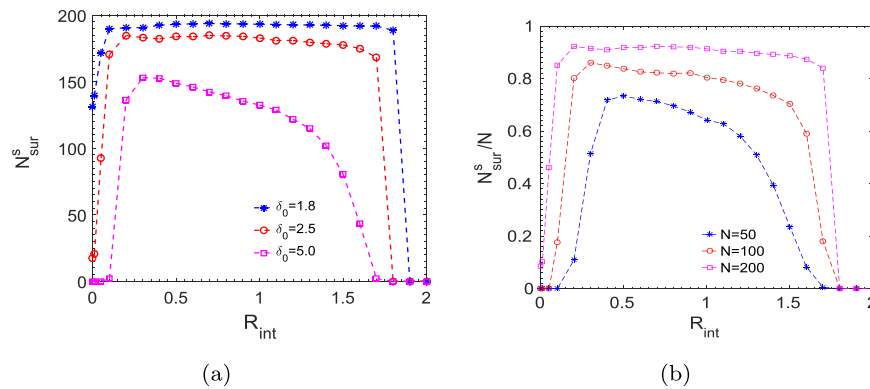 200
150
100
50
0
N^s_sur
0 0.5 1 1.5 2
R_int
δ_0=1.8
δ_0=2.5
δ_0=5.0
(a)
1
0.8
0.6
0.4
0.2
0
N^s_sur/N
0 0.5 1 1.5 2
R_int
N=50
N=100
N=200
(b)